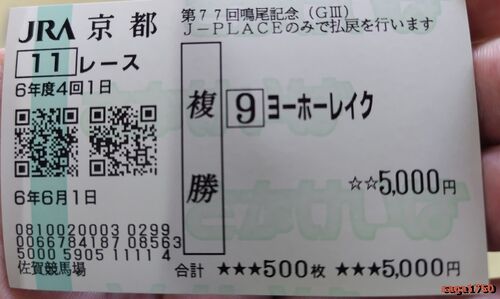 JRA 京都
第77回鳴尾記念(GⅢ)
J-PLACEのみで払戻を行います
11 レース
6年度4回1日
複勝
9 ヨーホーレイク
☆☆5,000円
6年6月1日
0810020003 0299
0066784187 08563
5000 5905 11111 4
佐賀競馬場
合計 ★★★500枚 ★★★5,000円
saga1750